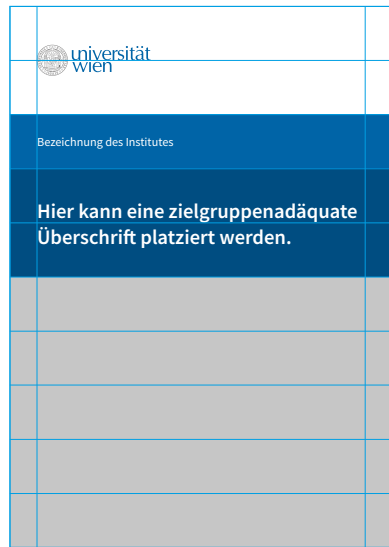 universität
wien
Bezeichnung des Institutes
Hier kann eine zielgruppenadäquate
Überschrift platziert werden.